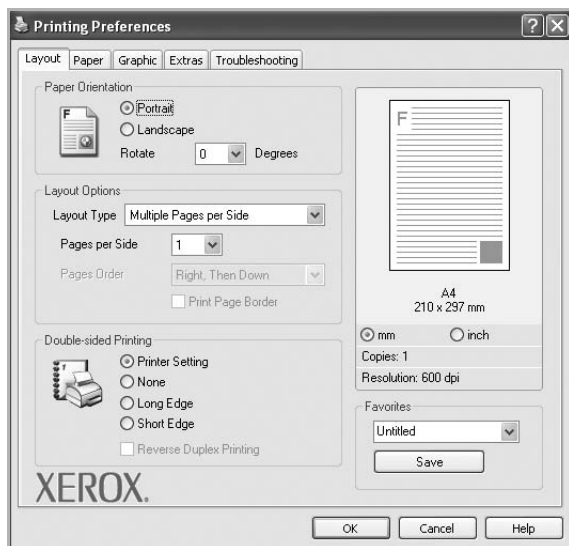 Printing Preferences
Layout Paper Graphic Extras Troubleshooting
Paper Orientation
F
Portrait
Landscape
Rotate 0 Degrees
Layout Options
Layout Type Multiple Pages per Side
Pages per Side 1
Pages Order Right, Then Down
Print Page Border
Double-sided Printing
Printer Setting
None
Long Edge
Short Edge
Reverse Duplex Printing
XEROX.
F
A4
210 x 297 mm
mm inch
Copies: 1
Resolution: 600 dpi
Favorites
Untitled
Save
OK Cancel Help